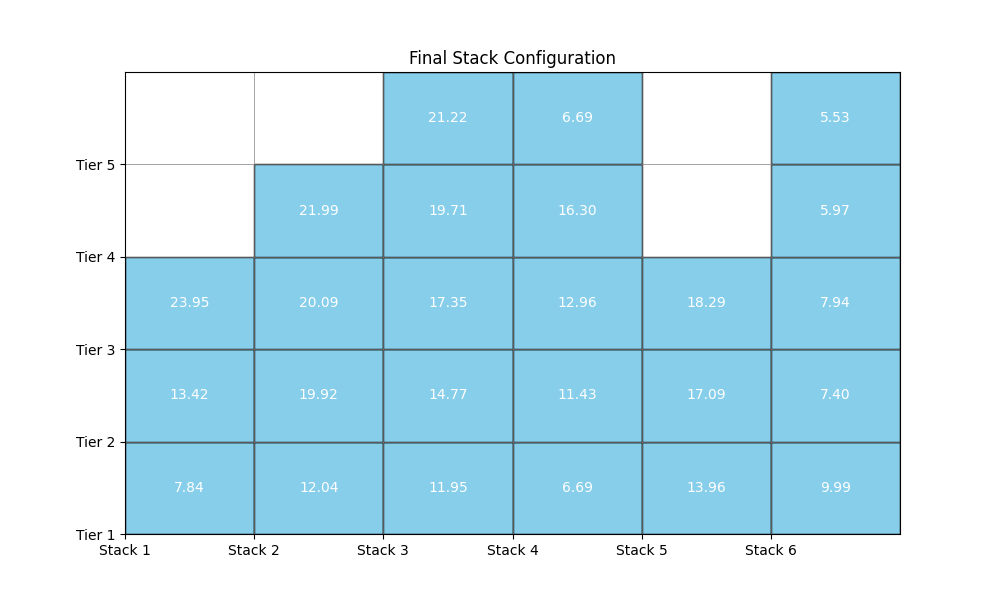 Final Stack Configuration
21.22 6.69 5.53
Tier 5
21.99 19.71 16.30 5.97
Tier 4
23.95 20.09 17.35 12.96 18.29 7.94
Tier 3
13.42 19.92 14.77 11.43 17.09 7.40
Tier 2
7.84 12.04 11.95 6.69 13.96 9.99
Tier 1
Stack 1 Stack 2 Stack 3 Stack 4 Stack 5 Stack 6